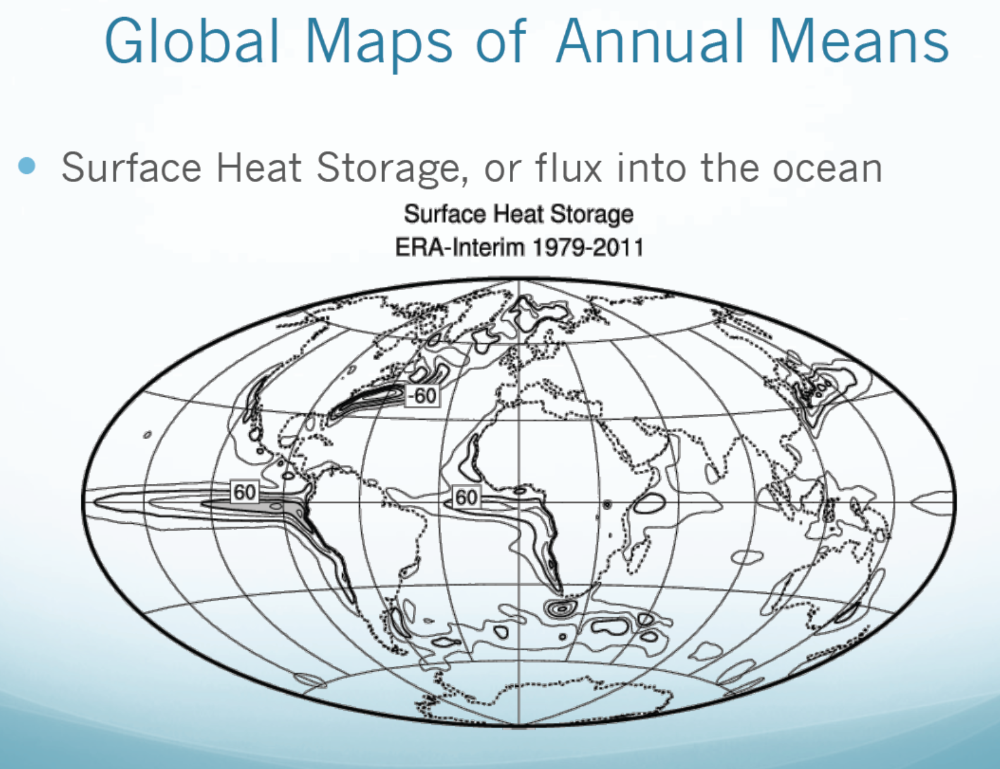 Global Maps of Annual Means
Surface Heat Storage, or flux into the ocean
Surface Heat Storage
ERA-Interim 1979-2011
-60
60
60